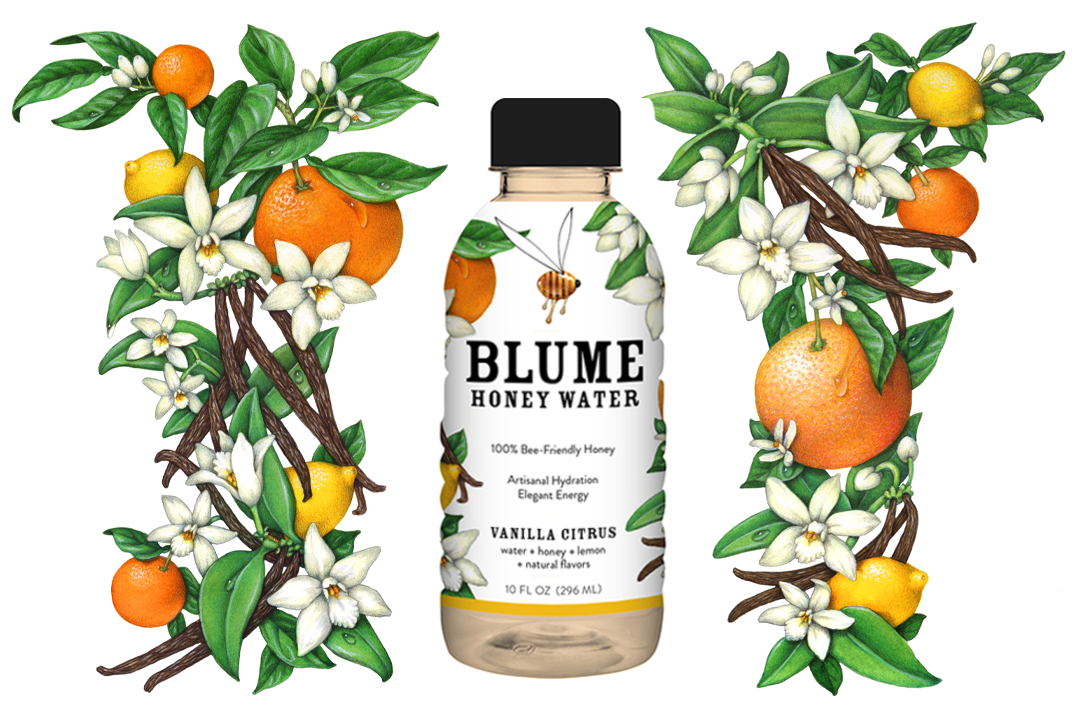 BLUME
HONEY WATER
100% Bee-Friendly Honey
Artisanal Hydration
Elegant Energy
VANILLA CITRUS
water + honey + lemon
+ natural flavors
10 FL OZ (296 ML)